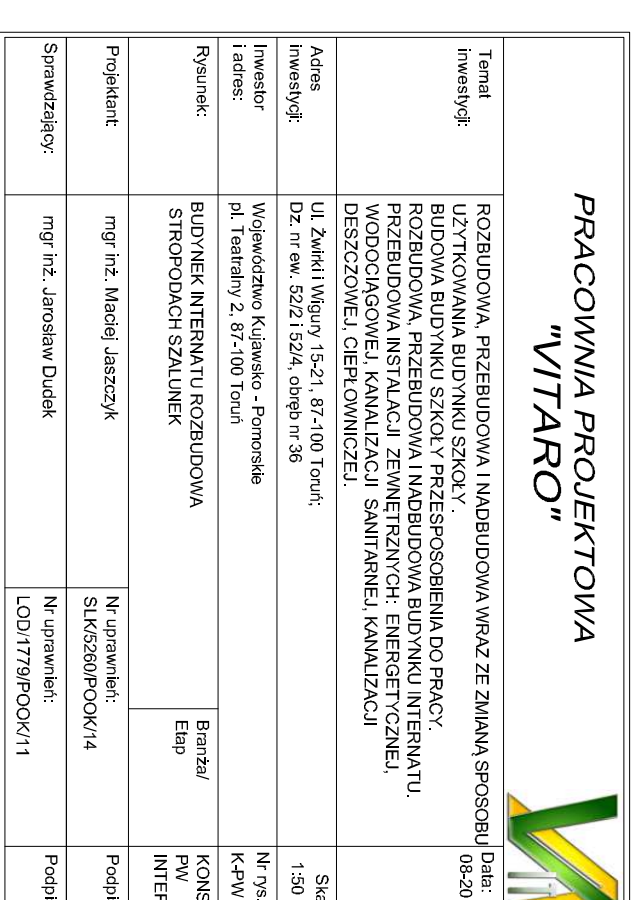 PRACOWNIA PROJEKTOWA
"VITARO"
Temat
inwestycji:
ROZBUDOWA, PRZEBUDOWA I NADBUDOWA WRAZ ZE ZMIANĄ SPOSOBU
UŻYTKOWANIA BUDYNKU SZKOŁY .
BUDOWA BUDYNKU SZKOŁY PRZESPOSOBIENIA DO PRACY.
ROZBUDOWA, PRZEBUDOWA I NADBUDOWA BUDYNKU INTERNATU.
PRZEBUDOWA INSTALACJI ZEWNĘTRZNYCH: ENERGETYCZNEJ,
WODOCIĄGOWEJ, KANALIZACJI SANITARNEJ, KANALIZACJI
DESZCZOWEJ, CIEPŁOWNICZEJ.
Data:
08-20
Adres
inwestycji:
Ul. Żwirki i Wigury 15-21, 87-100 Toruń;
Dz. nr ew. 52/2 i 52/4, obręb nr 36
Ska
1:50
Inwestor
i adres:
Województwo Kujawsko - Pomorskie
pl. Teatralny 2, 87-100 Toruń
Nr rys.
K-PW
Rysunek:
BUDYNEK INTERNATU ROZBUDOWA
STROPODACH SZALUNEK
Branża/
Etap
KONS
PW
INTER
Projektant:
mgr inż. Maciej Jaszczyk
Nr uprawnień:
SLK/5260/POOK/14
Podpi
Sprawdzający:
mgr inż. Jarosław Dudek
Nr uprawnień:
LOD/1779/POOK/11
Podpi